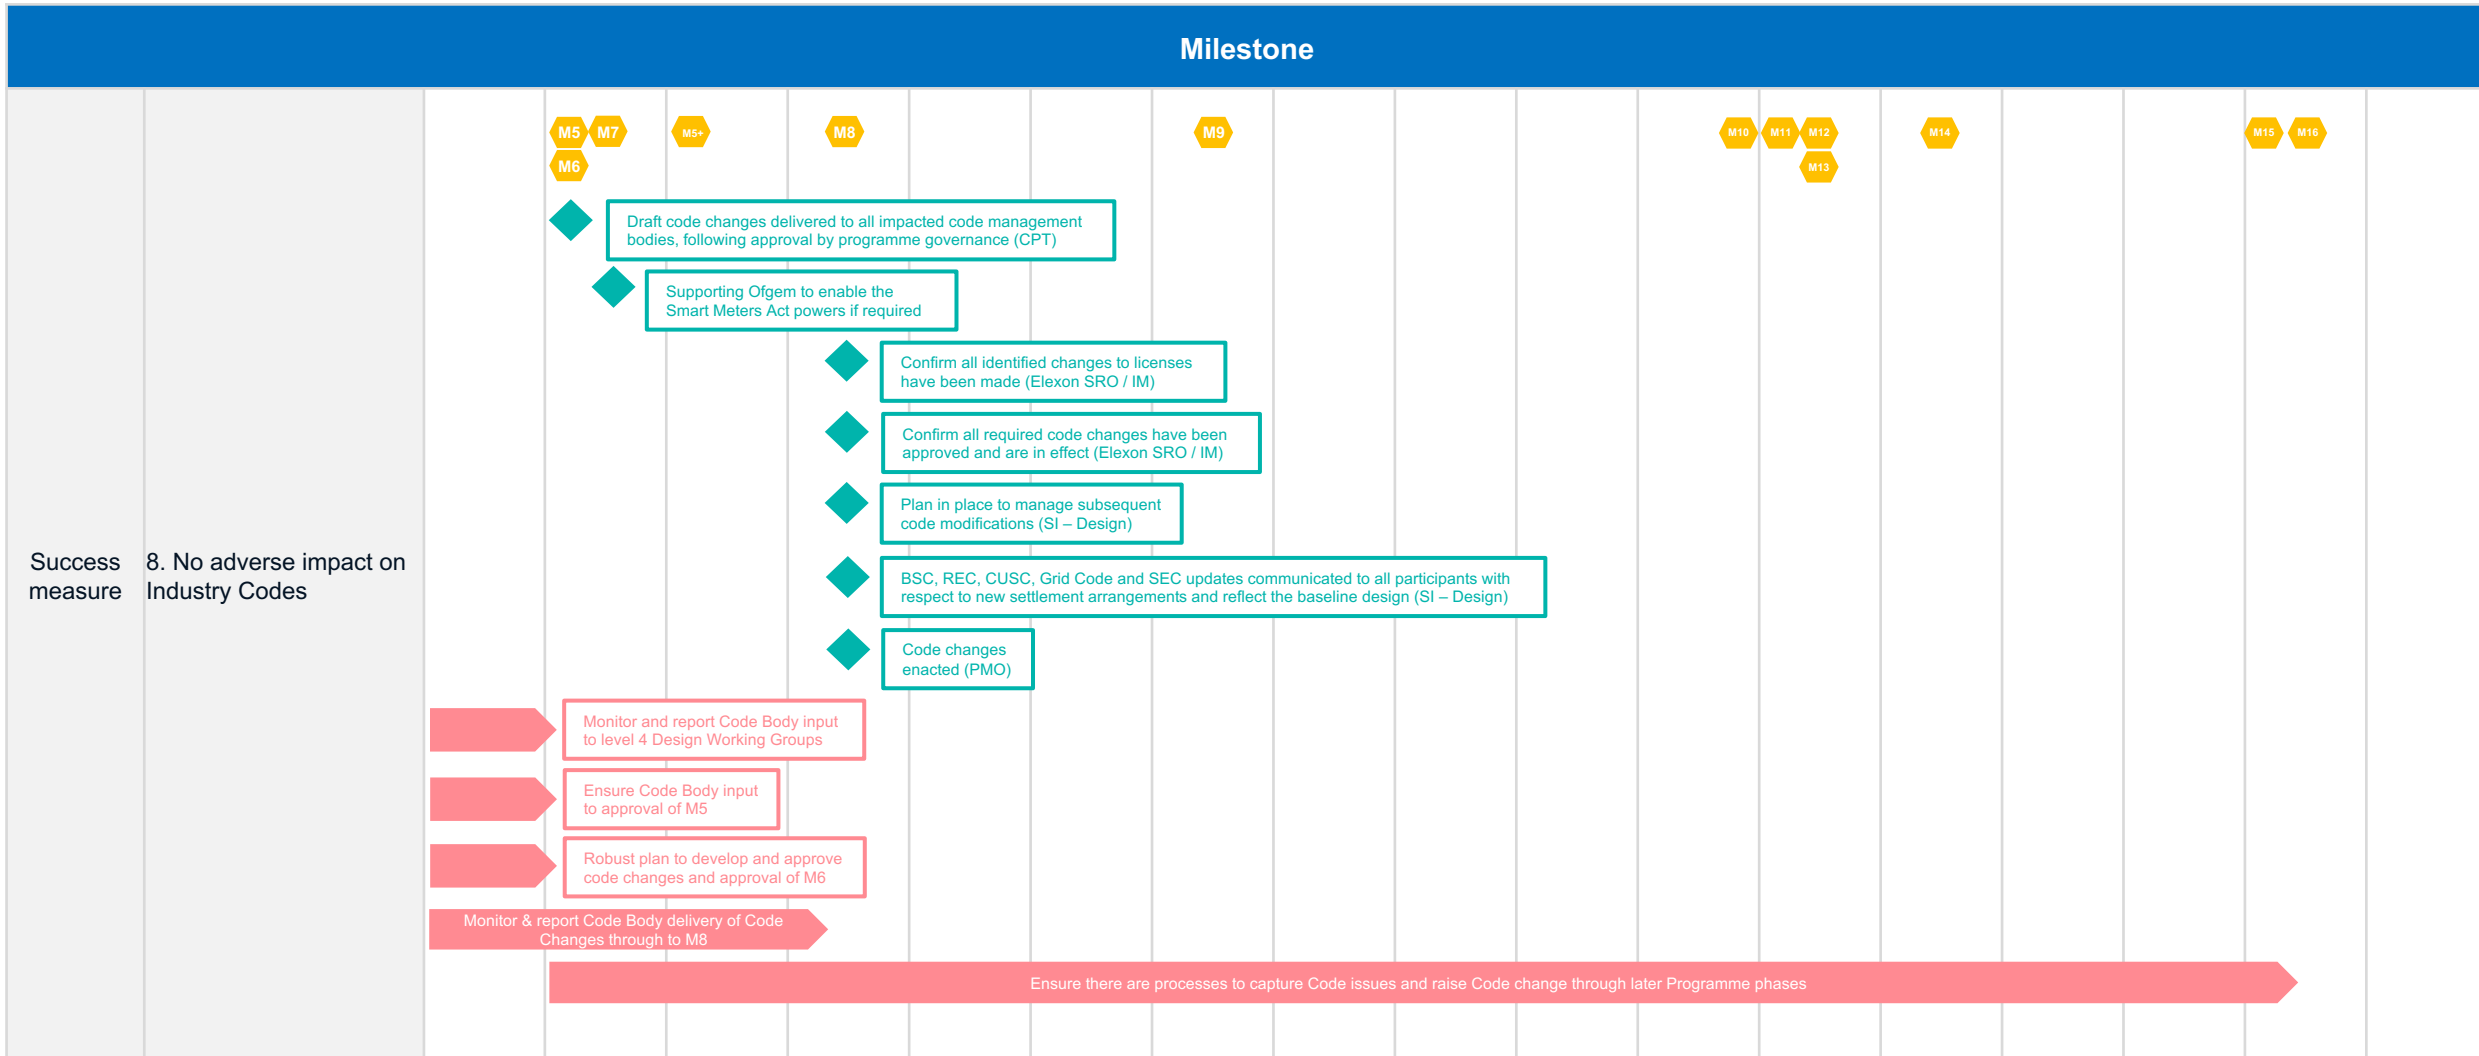 Milestone
M5 M7 M5+ M8 M9 M10 M11 M12 M14 M15 M16
M6 M13
Draft code changes delivered to all impacted code management
bodies, following approval by programme governance (CPT)
Supporting Ofgem to enable the
Smart Meters Act powers if required
Confirm all identified changes to licenses
have been made (Elexon SRO / IM)
Confirm all required code changes have been
approved and are in effect (Elexon SRO / IM)
Plan in place to manage subsequent
code modifications (SI – Design)
Success
measure
8. No adverse impact on
Industry Codes
BSC, REC, CUSC, Grid Code and SEC updates communicated to all participants with
respect to new settlement arrangements and reflect the baseline design (SI – Design)
Code changes
enacted (PMO)
Monitor and report Code Body input
to level 4 Design Working Groups
Ensure Code Body input
to approval of M5
Robust plan to develop and approve
code changes and approval of M6
Monitor & report Code Body delivery of Code
Changes through to M8
Ensure there are processes to capture Code issues and raise Code change through later Programme phases